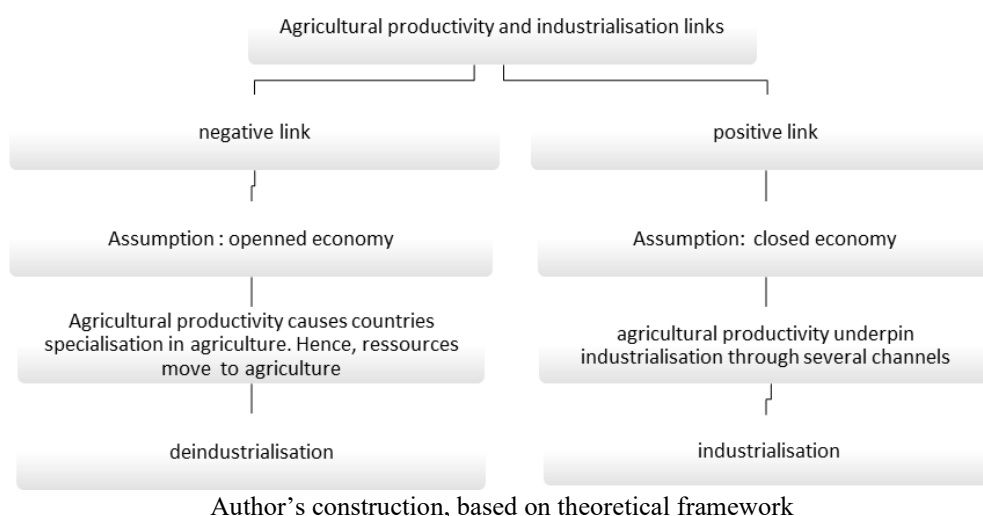 Agricultural productivity and industrialisation links
negative link
positive link
Assumption : openned economy
Assumption: closed economy
Agricultural productivity causes countries
specialisation in agriculture. Hence, ressources
move to agriculture
agricultural productivity underpin
industrialisation through several channels
deindustrialisation
industrialisation
Author’s construction, based on theoretical framework